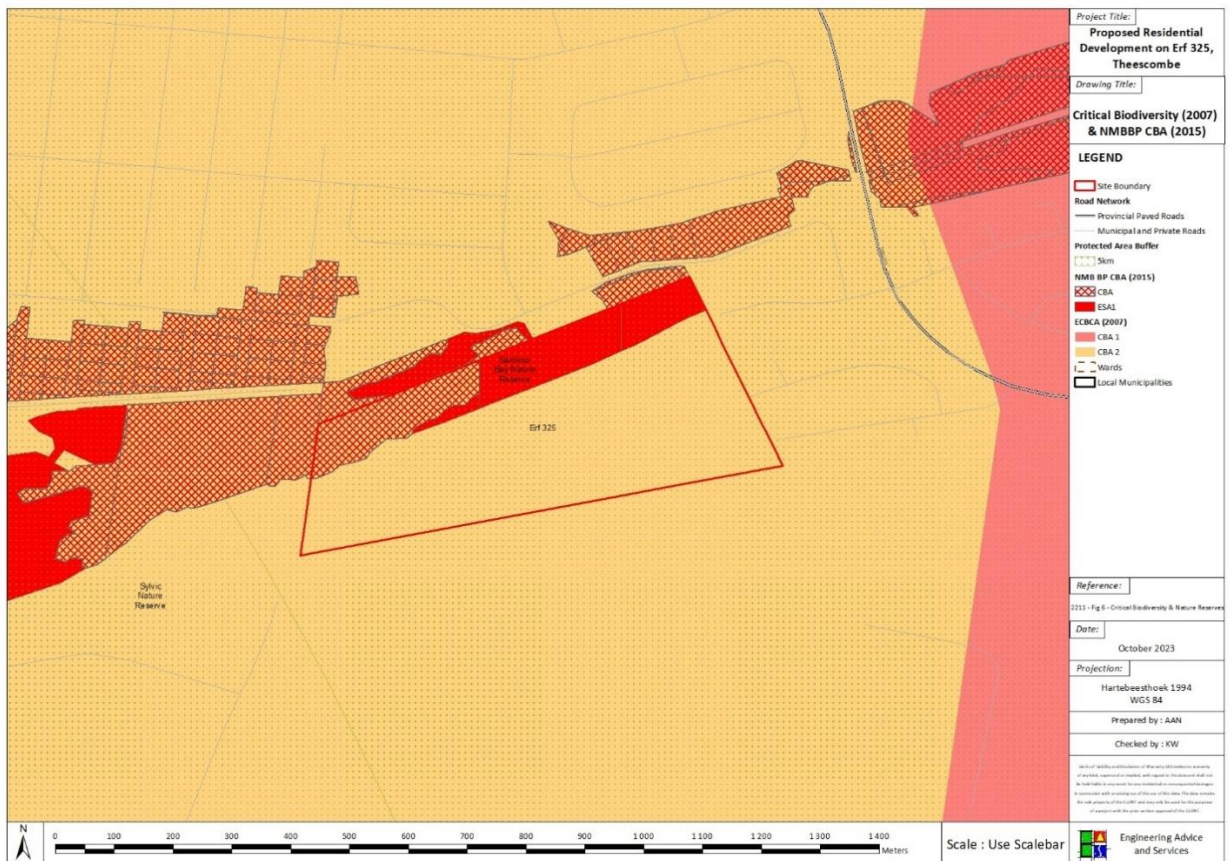 Project Title:
Proposed Residential
Development on Erf 325,
Theescombe
Drawing Title:
Critical Biodiversity (2007)
& NMBBP CBA (2015)
LEGEND
Site Boundary
Road Network
Provincial Paved Roads
Municipal and Private Roads
Protected Area Buffer
5km
NMB BP CBA (2015)
CBA
ESA1
ECBCA (2007)
CBA 1
CBA 2
Wards
Local Municipalities
Bay Nature
Reserve
Erf 325
Sylvic
Nature
Reserve
Reference:
2211 - Fig 6 - Critical Biodiversity & Nature Reserves
Date:
October 2023
Projection:
Hartebeesthoek 1994
WGS 84
Prepared by : AAN
Checked by : KW
N
0 100 200 300 400 500 600 700 800 900 1 000 1 100 1 200 1 300 1 400
Meters
Scale : Use Scalebar
Engineering Advice
and Services